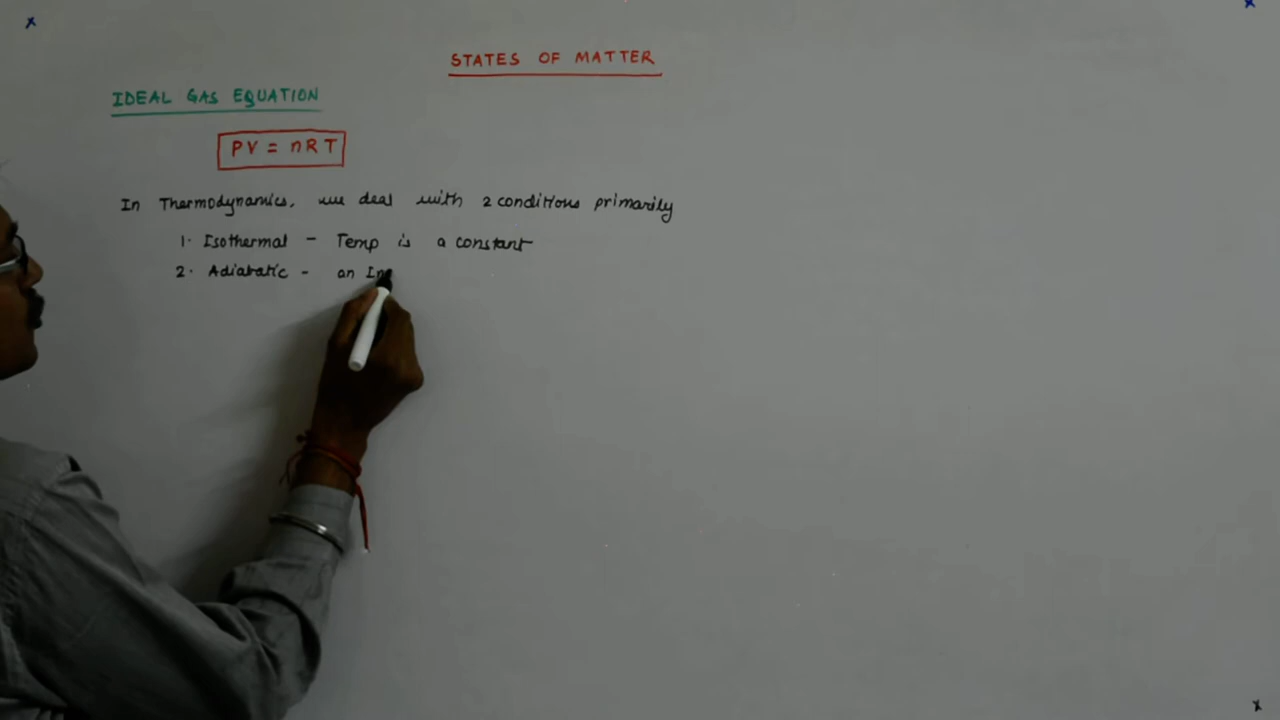 STATES OF MATTER
IDEAL GAS EQUATION
PV = nRT
In Thermodynamics, we deal with 2 conditions primarily
1. Isothermal - Temp is a constant
2. Adiabatic - an In